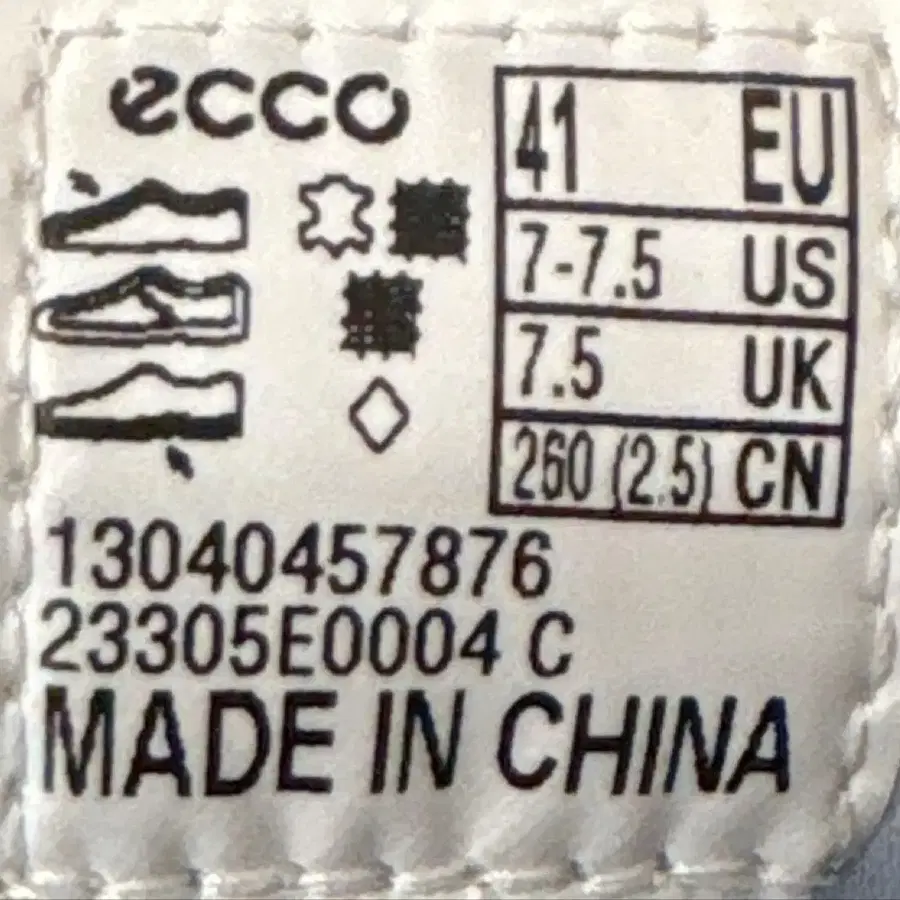 ecco
41 EU
7-7.5 US
7.5 UK
260 (2.5) CN
13040457876
23305E0004 C
MADE IN CHINA